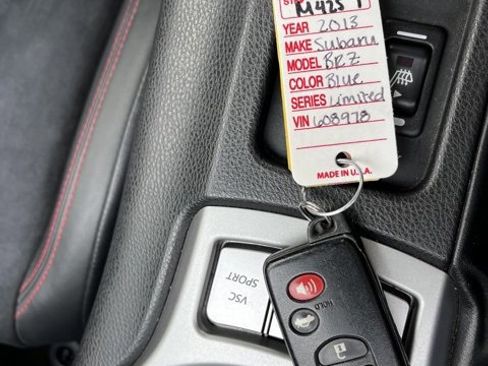 M425
YEAR 2013
MAKE Subaru
MODEL BRZ
COLOR Blue
SERIES Limited
VIN 608978
MADE IN U.S.A.
VSC
SPORT
HOLD